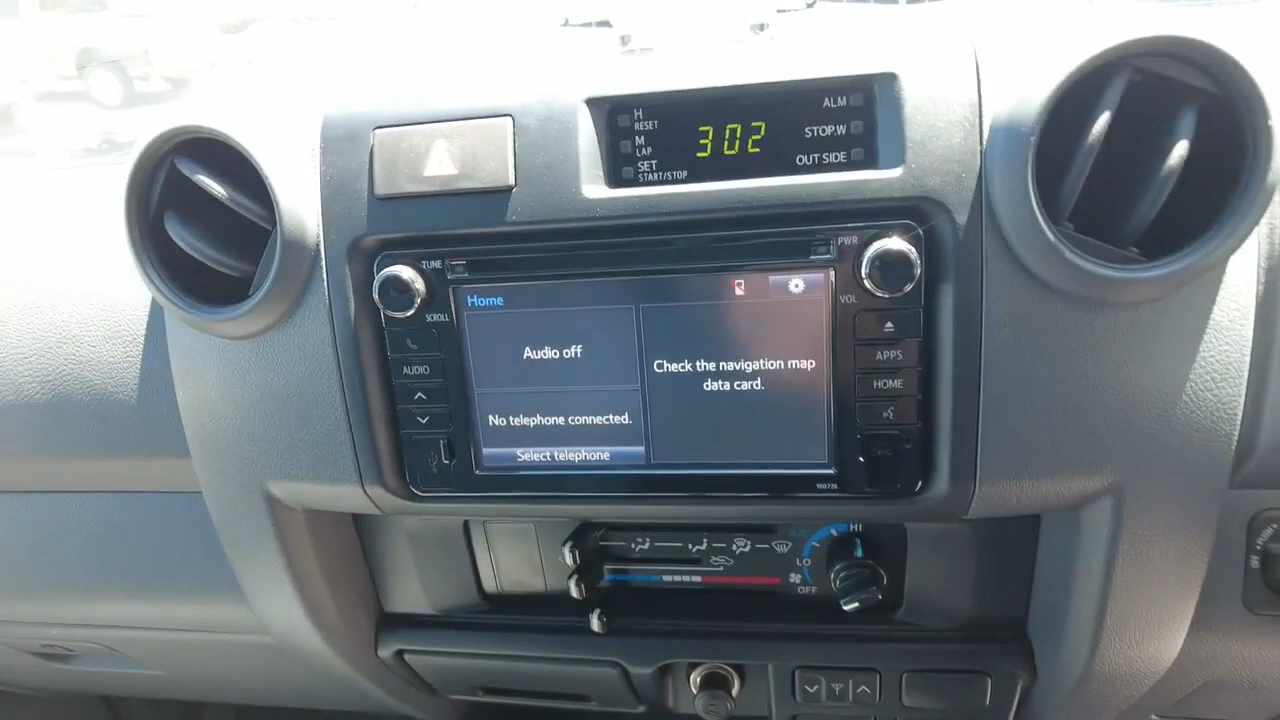 H
RESET
M
LAP
SET
START/STOP
302
ALM
STOP.W
OUT SIDE
TUNE
SCROLL
AUDIO
Home
Audio off
No telephone connected.
Select telephone
Check the navigation map
data card.
PWR
VOL
APPS
HOME
100726
A/C
HI
LO
OFF